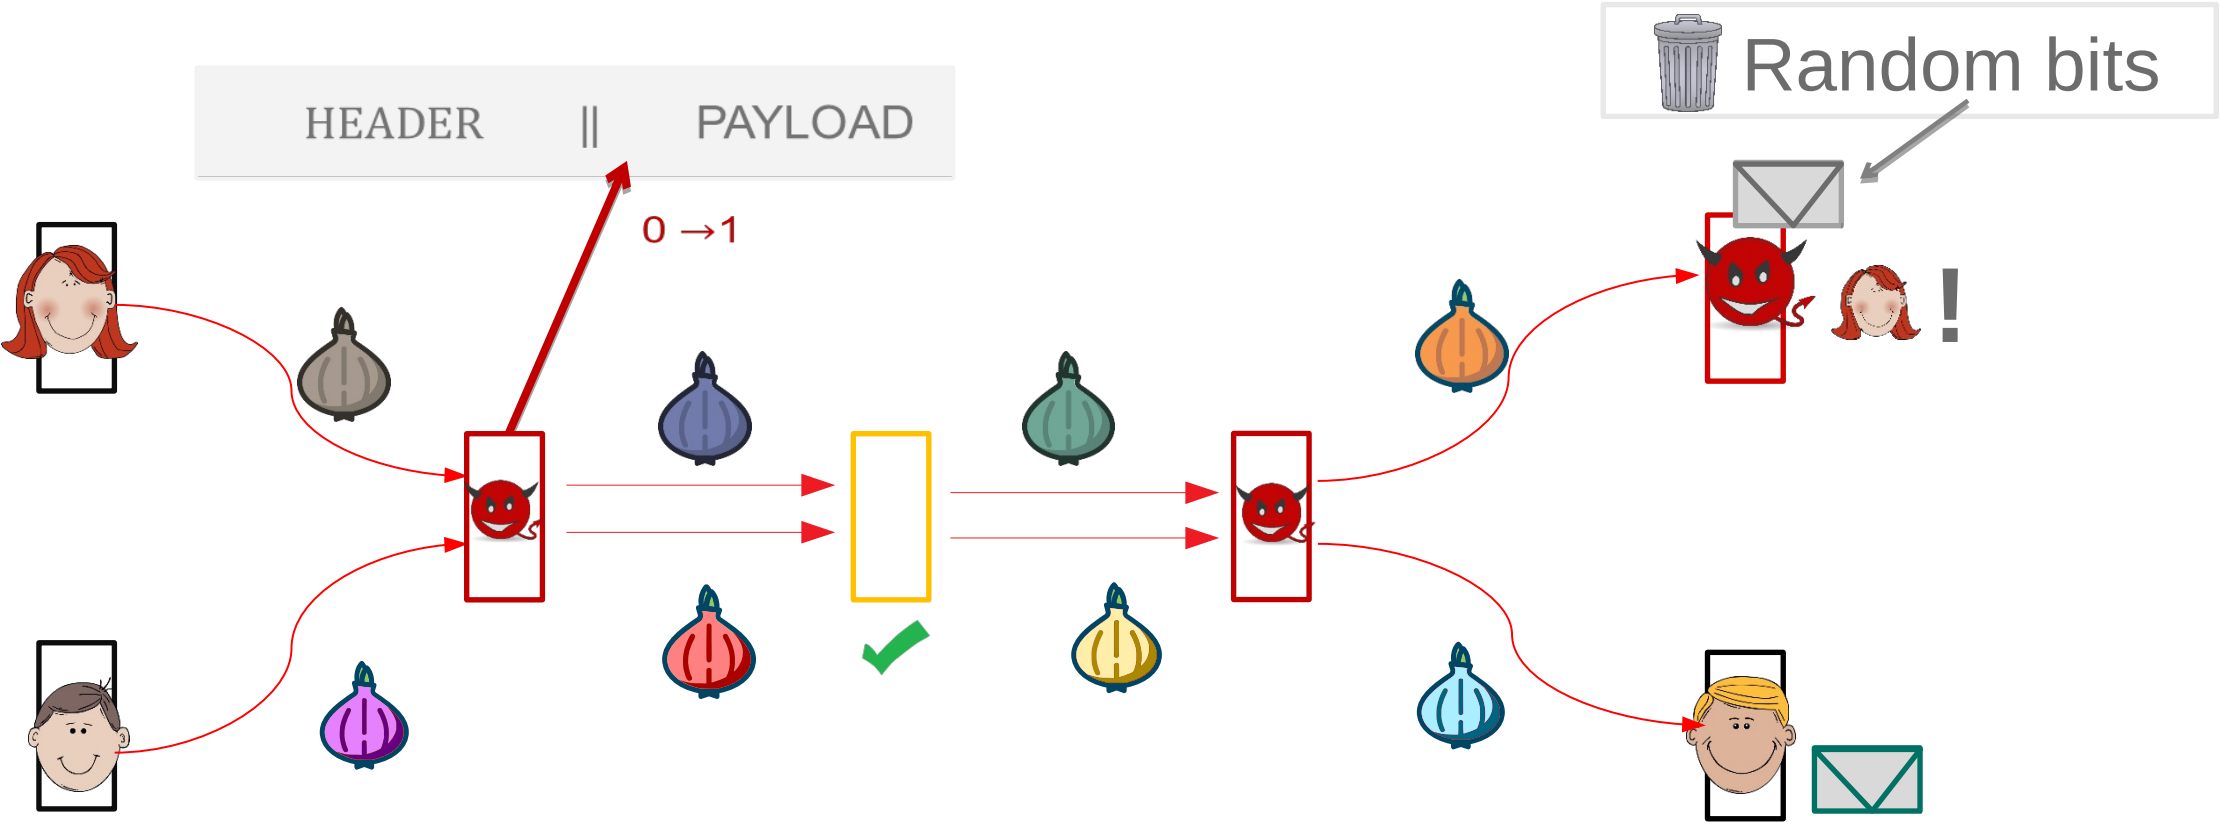 Random bits
HEADER || PAYLOAD
0 →1
!